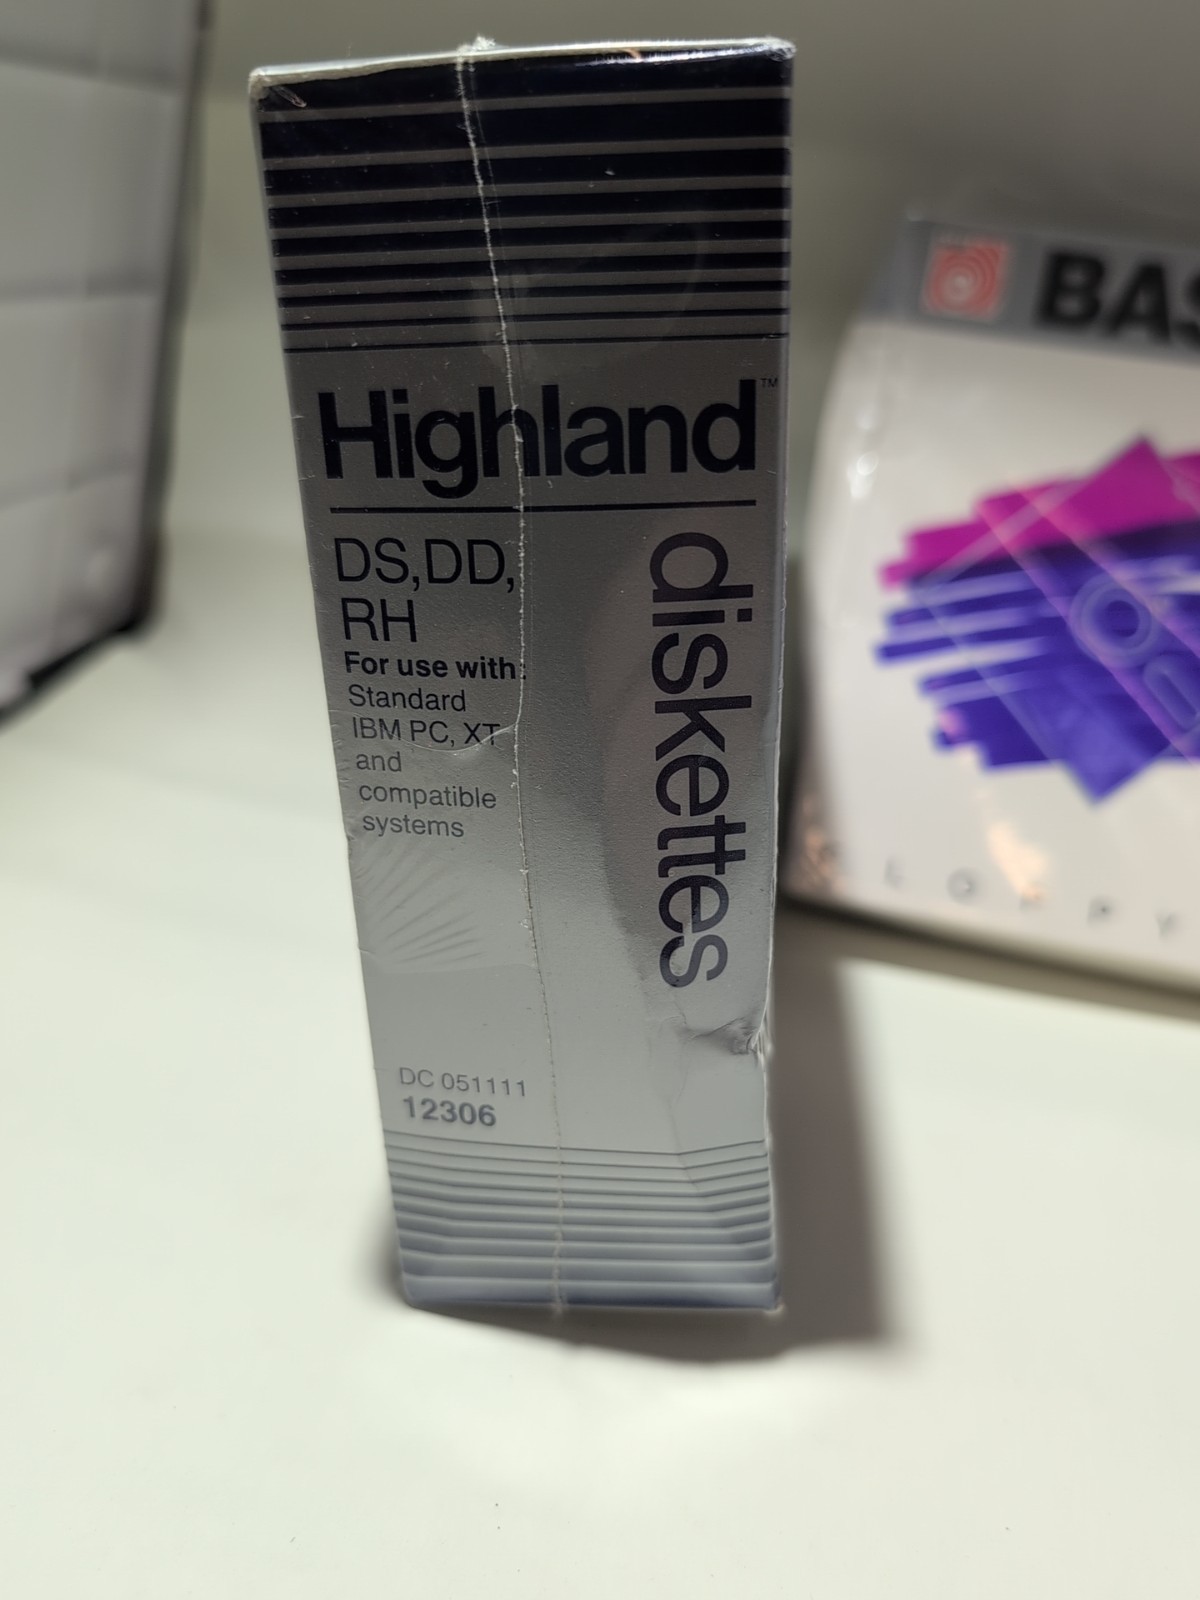 Highland™
DS,DD,
RH
For use with:
Standard
IBM PC, XT
and
compatible
systems
diskettes
DC 051111
12306
BAS